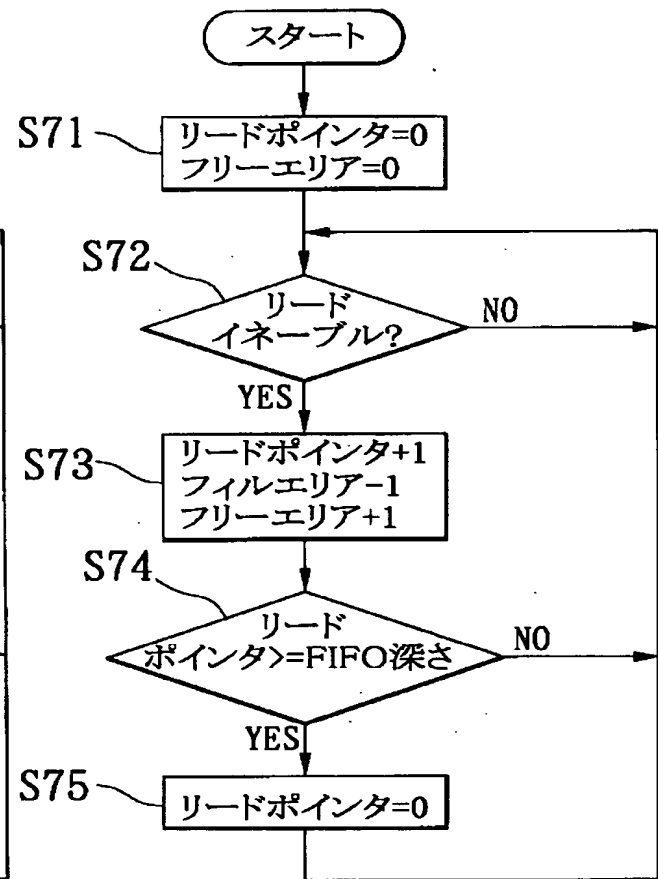 スタート
S71
リードポインタ=0
フリーエリア=0
S72
リード
イネーブル?
NO
YES
S73
リードポインタ+1
フィルエリア-1
フリーエリア+1
S74
リード
ポインタ>=FIFO深さ
NO
YES
S75
リードポインタ=0